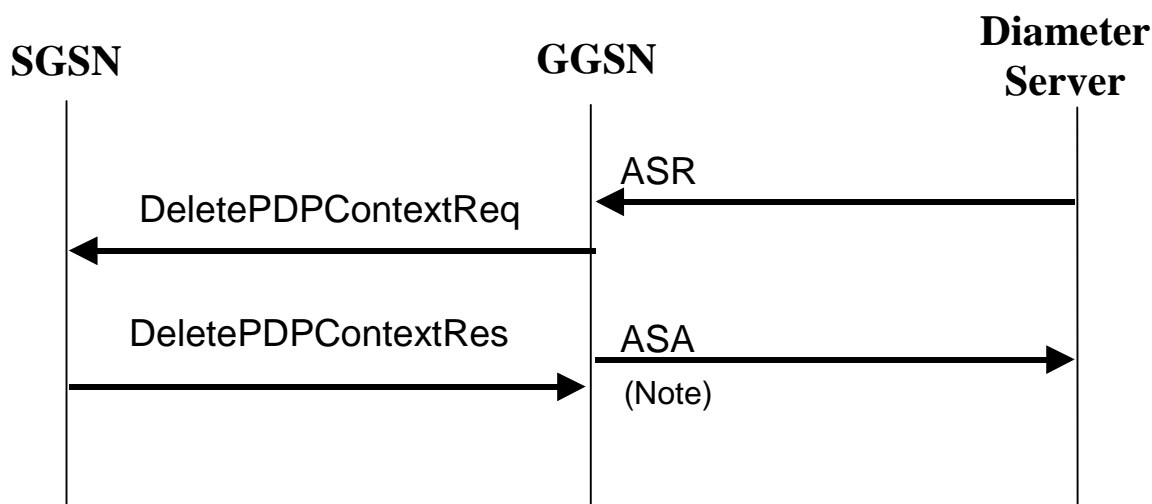 SGSN
GGSN
Diameter
Server
ASR
DeletePDPContextReq
DeletePDPContextRes
ASA
(Note)